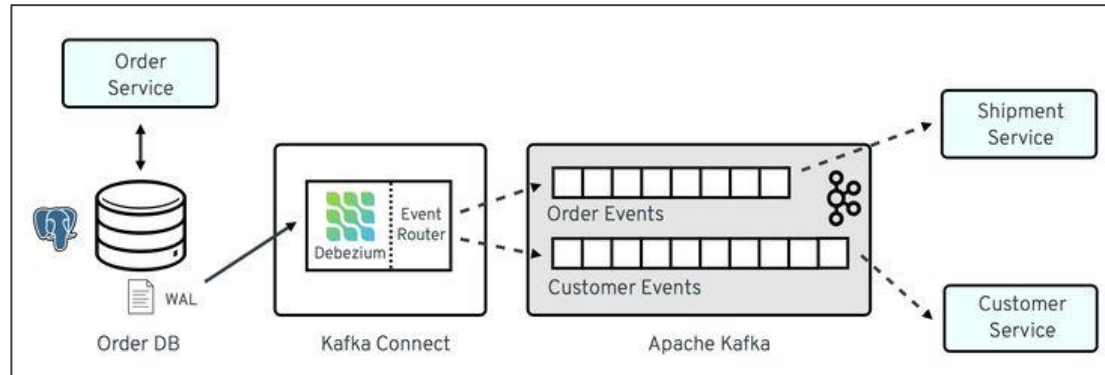 Order
Service
WAL
Order DB
Debezium
Event
Router
Kafka Connect
Order Events
Customer Events
Apache Kafka
Shipment
Service
Customer
Service